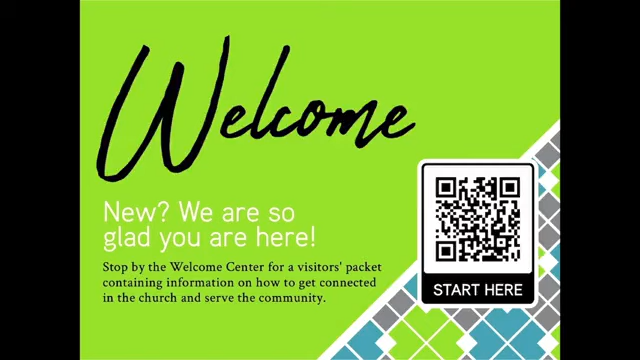 Welcome
New? We are so
glad you are here!
Stop by the Welcome Center for a visitors' packet
containing information on how to get connected
in the church and serve the community.
START HERE